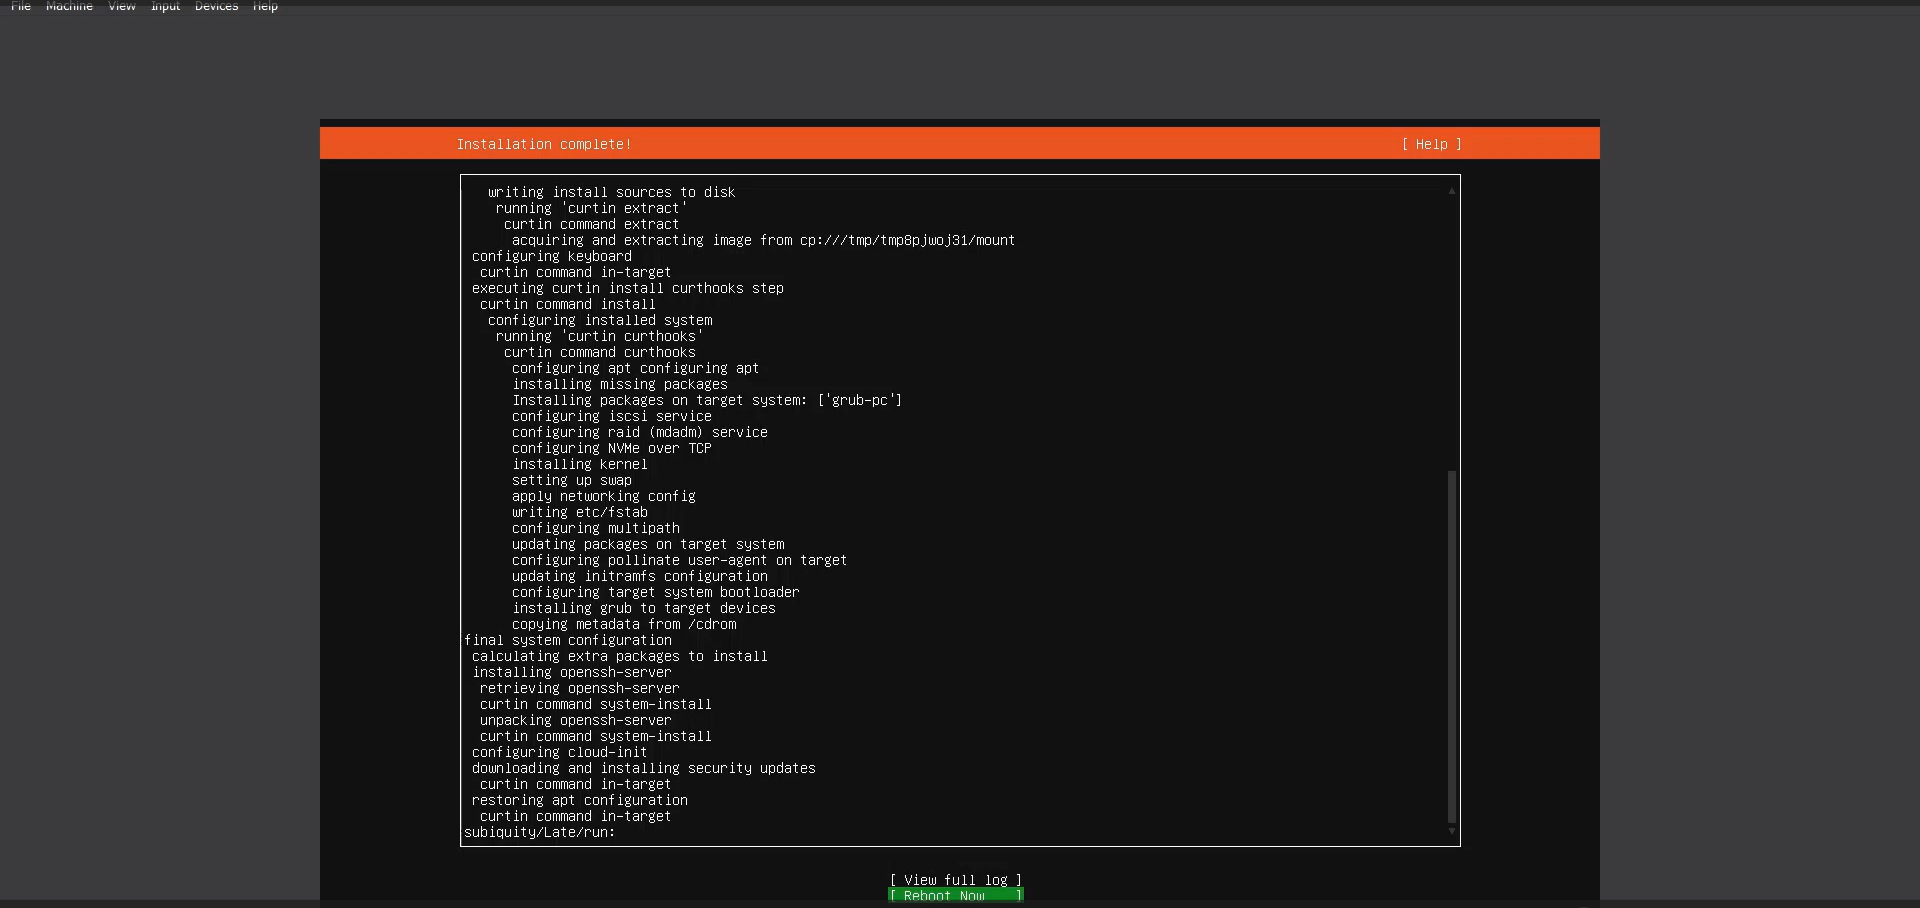 File Machine View Input Devices Help
Installation complete! [ Help ]
writing install sources to disk
running 'curtin extract'
curtin command extract
acquiring and extracting image from cp:///tmp/tmp8pjwoj31/mount
configuring keyboard
curtin command in-target
executing curtin install curthooks step
curtin command install
configuring installed system
running 'curtin curthooks'
curtin command curthooks
configuring apt configuring apt
installing missing packages
Installing packages on target system: ['grub-pc']
configuring iscsi service
configuring raid (mdadm) service
configuring NVMe over TCP
installing kernel
setting up swap
apply networking config
writing etc/fstab
configuring multipath
updating packages on target system
configuring pollinate user-agent on target
updating initramfs configuration
configuring target system bootloader
installing grub to target devices
copying metadata from /cdrom
final system configuration
calculating extra packages to install
installing openssh-server
retrieving openssh-server
curtin command system-install
unpacking openssh-server
curtin command system-install
configuring cloud-init
downloading and installing security updates
curtin command in-target
restoring apt configuration
curtin command in-target
subiquity/Late/run:
[ View full log ]
[ Reboot Now ]